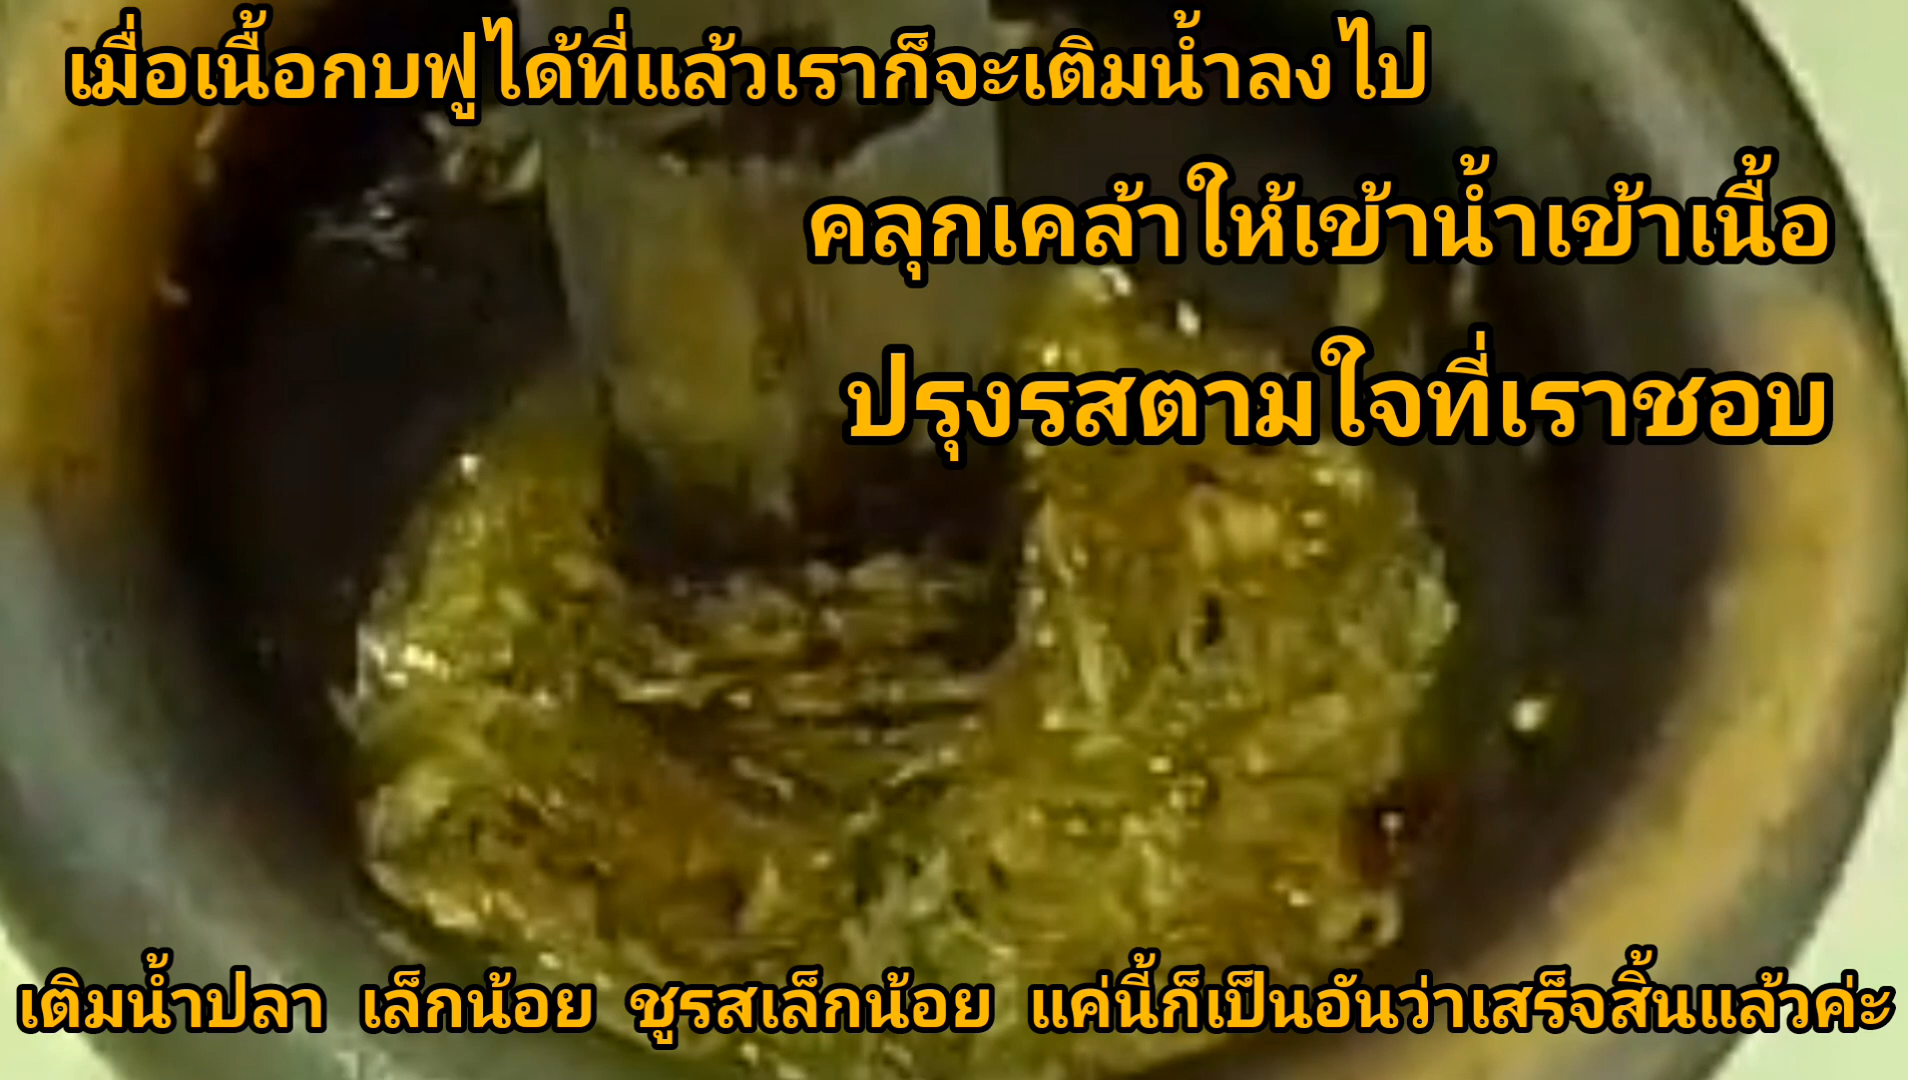 เมื่อเนื้อกบฟูได้ที่แล้วเราก็จะเติมน้ำลงไป
คลุกเคล้าให้เข้าน้ำเข้าเนื้อ
ปรุงรสตามใจที่เราชอบ
เติมน้ำปลา เล็กน้อย ชูรสเล็กน้อย แค่นี้ก็เป็นอันว่าเสร็จสิ้นแล้วค่ะ